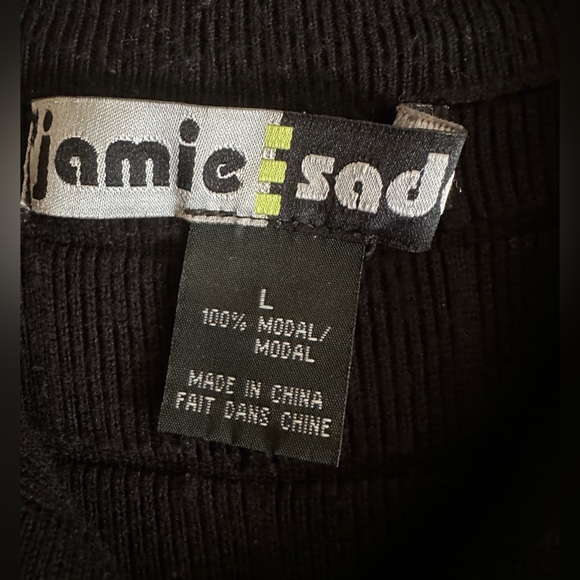 jamie sad
L
100% MODAL/
MODAL
MADE IN CHINA
FAIT DANS CHINE